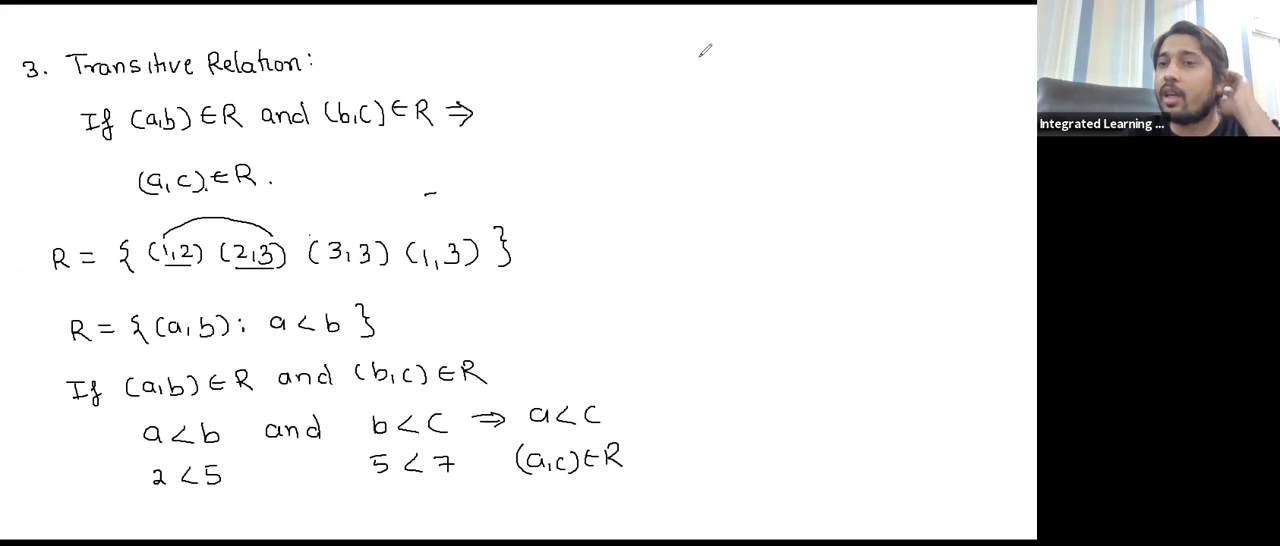 3. Transitive Relation:
If (a,b) ∈ R and (b,c) ∈ R ⇒
(a,c) ∈ R.
R = { (1,2) (2,3) (3,3) (1,3) }
R = { (a,b): a < b }
If (a,b) ∈ R and (b,c) ∈ R
a < b and b < c ⇒ a < c
2 < 5 5 < 7 (a,c) ∈ R
Integrated Learning ...